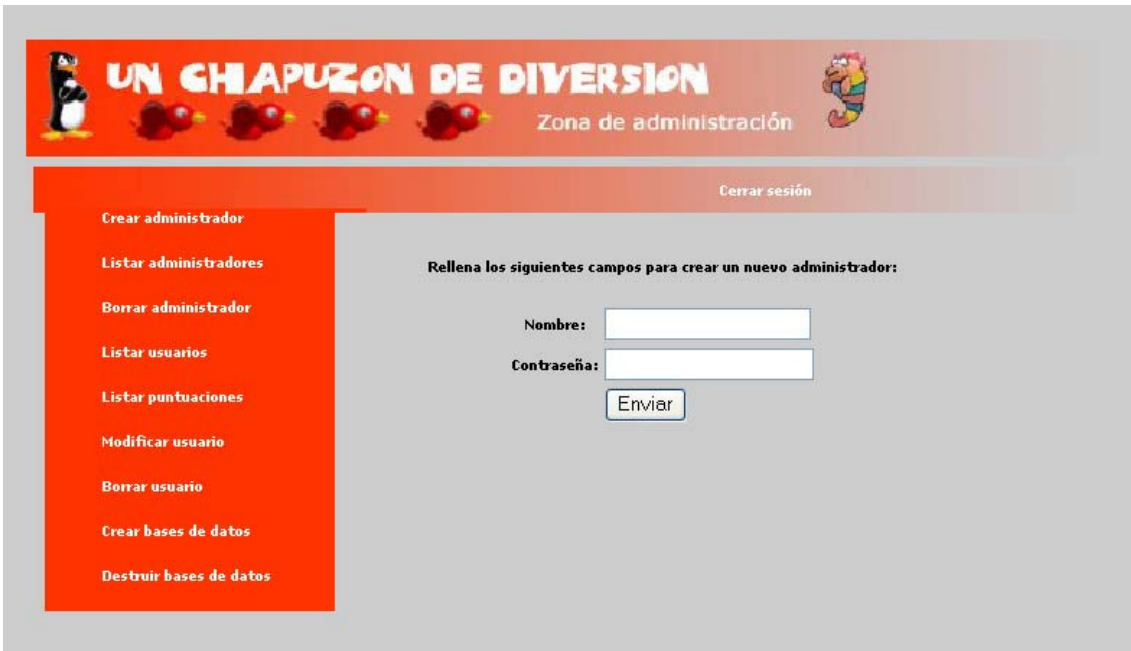 UN CHAPUZON DE DIVERSION
Zona de administración
Cerrar sesión
Crear administrador
Listar administradores
Borrar administrador
Listar usuarios
Listar puntuaciones
Modificar usuario
Borrar usuario
Crear bases de datos
Destruir bases de datos
Rellena los siguientes campos para crear un nuevo administrador:
Nombre:
Contraseña:
Enviar